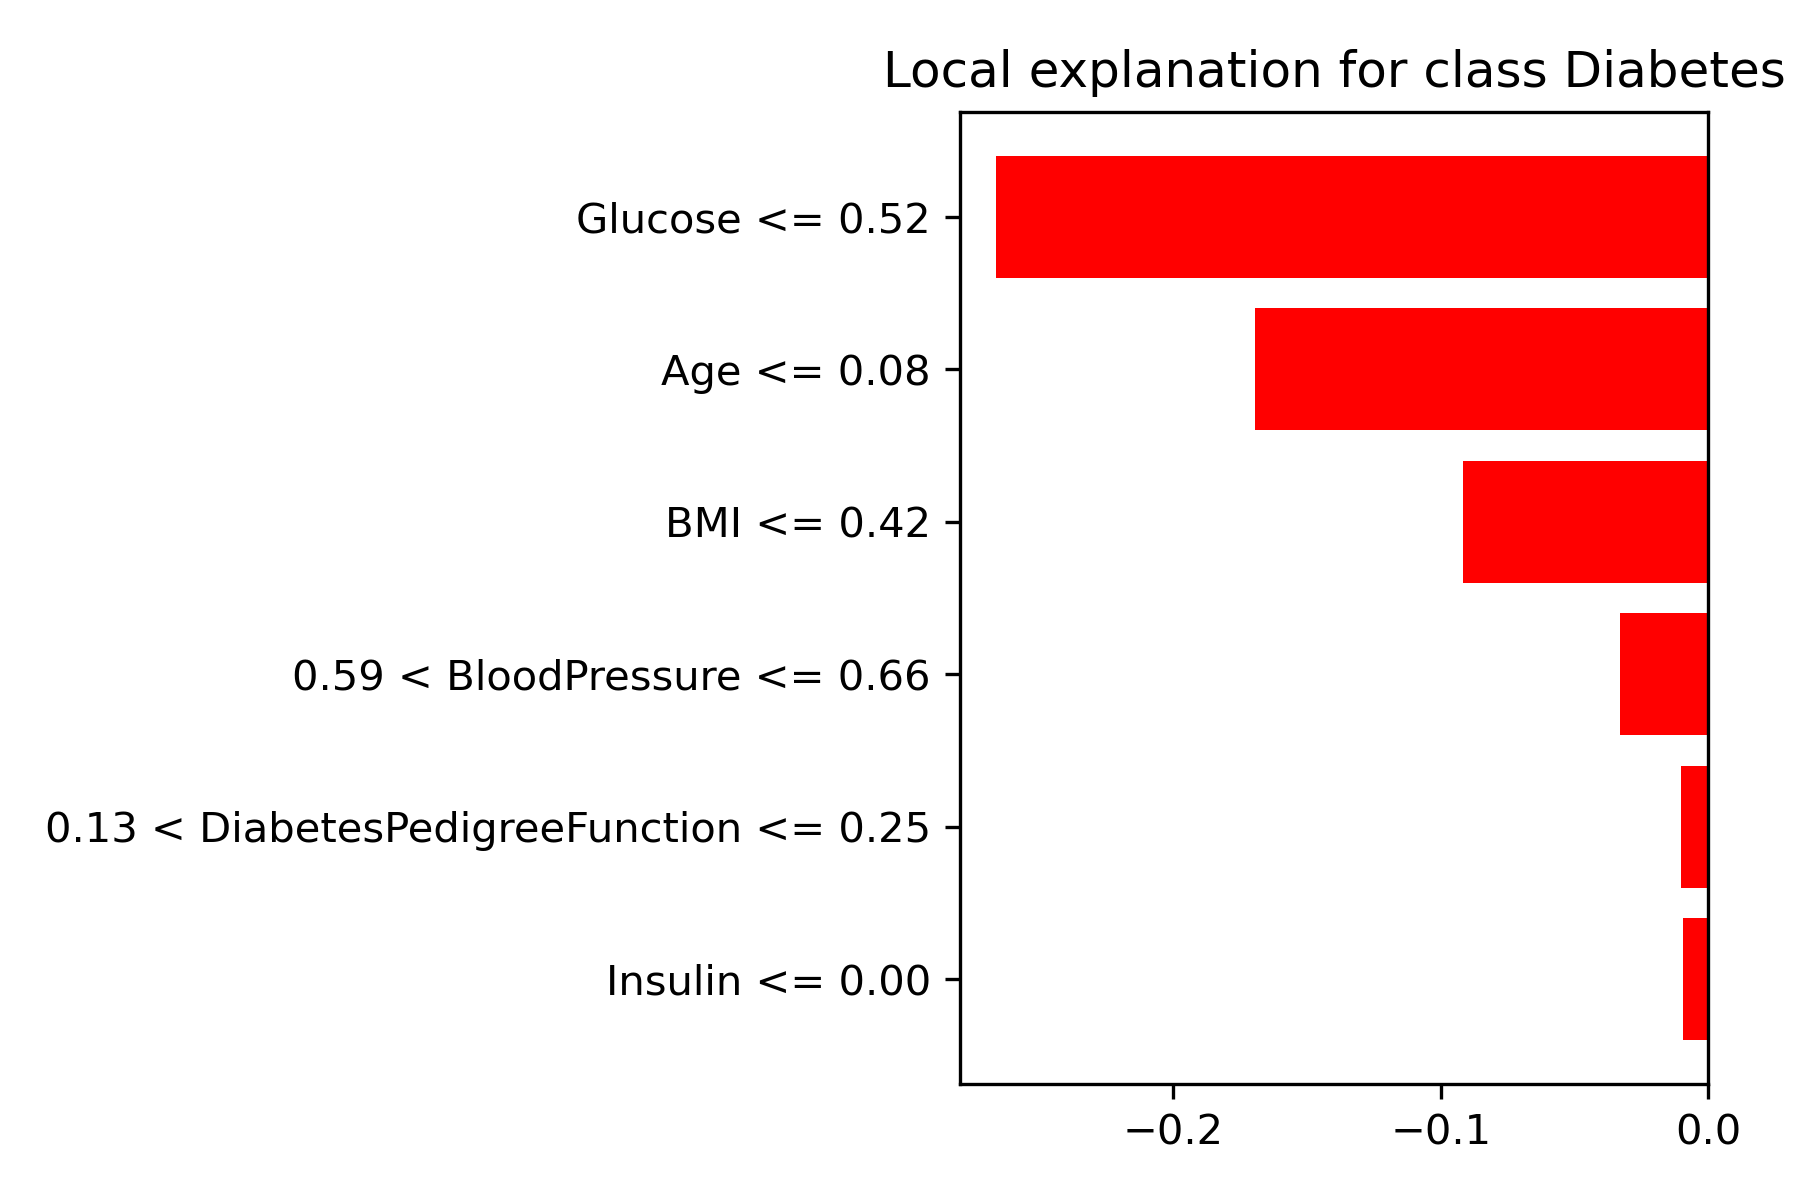 Local explanation for class Diabetes
Glucose <= 0.52
Age <= 0.08
BMI <= 0.42
0.59 < BloodPressure <= 0.66
0.13 < DiabetesPedigreeFunction <= 0.25
Insulin <= 0.00
−0.2 −0.1 0.0